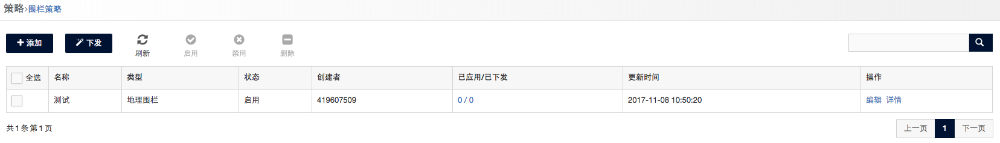 策略>围栏策略
添加 下发 刷新 启用 禁用 删除
全选 名称 类型 状态 创建者 已应用/已下发 更新时间 操作
测试 地理围栏 启用 419607509 0 / 0 2017-11-08 10:50:20 编辑 详情
共1条第1页 上一页 1 下一页